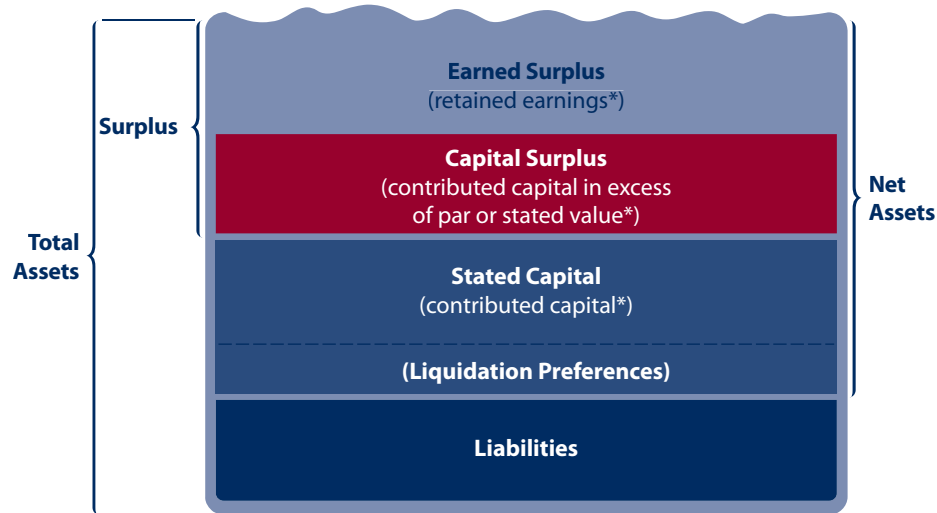 Earned Surplus
(retained earnings*)
Surplus
Capital Surplus
(contributed capital in excess
of par or stated value*)
Net
Assets
Total
Assets
Stated Capital
(contributed capital*)
(Liquidation Preferences)
Liabilities